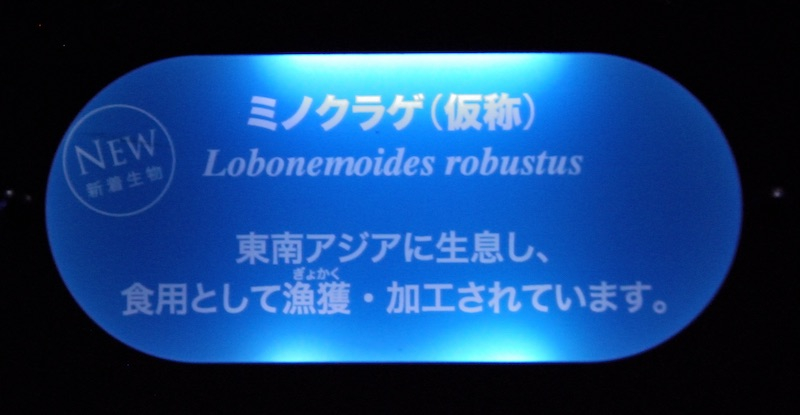 ミノクラゲ(仮称)
NEW
新着生物
Lobonemoides robustus
東南アジアに生息し、
ぎょかく
食用として漁獲・加工されています。